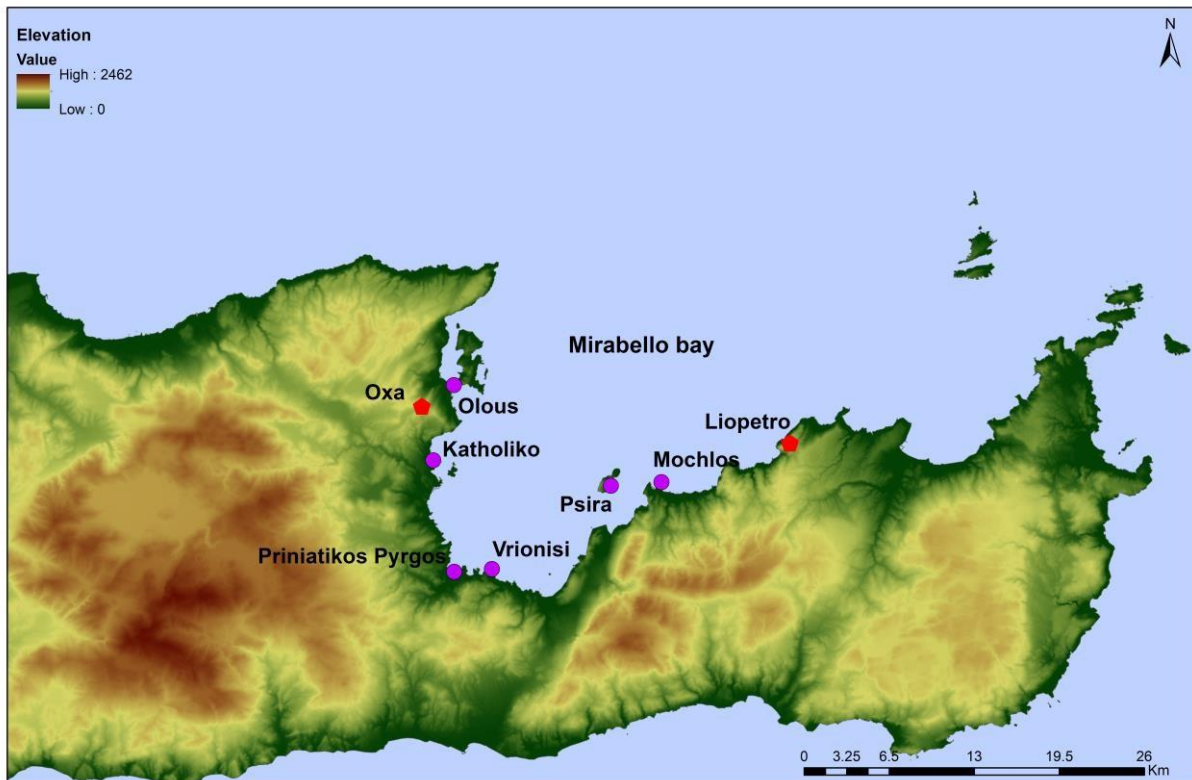 Elevation
Value
High : 2462
Low : 0
N
Mirabello bay
Oxa
Olous
Liopetro
Katholiko
Mochlos
Psira
Priniatikos Pyrgos
Vrionisi
0 3.25 6.5 13 19.5 26
Km